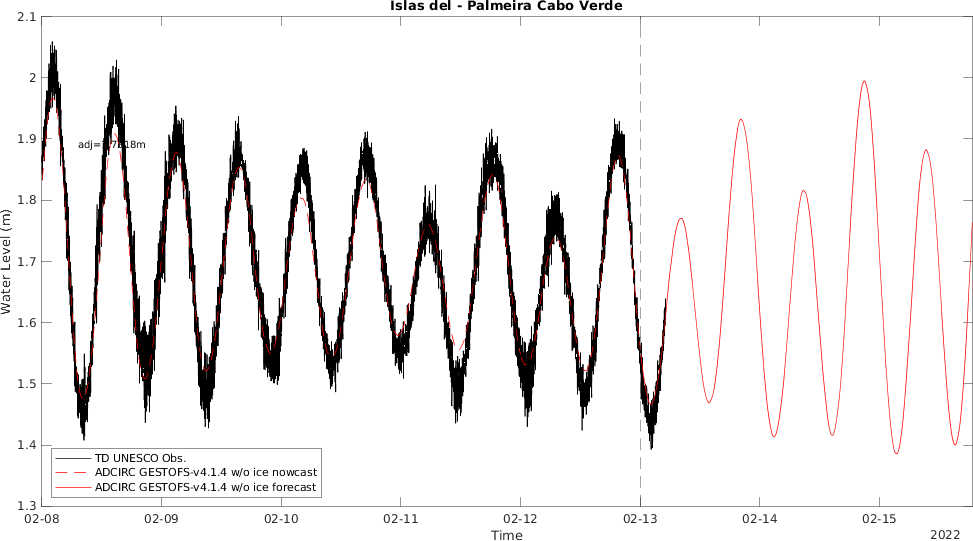 Islas del - Palmeira Cabo Verde
2.1
2
1.9
1.8
1.7
1.6
1.5
1.4
1.3
Water Level (m)
TD UNESCO Obs.
ADCIRC GESTOFS-v4.1.4 w/o ice nowcast
ADCIRC GESTOFS-v4.1.4 w/o ice forecast
02-08 02-09 02-10 02-11 02-12 02-13 02-14 02-15
Time
2022